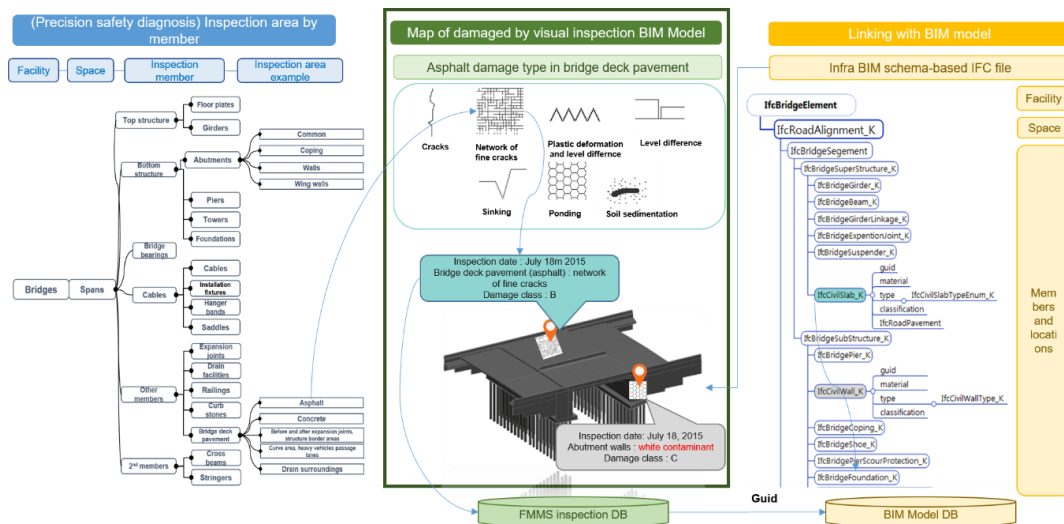 (Precision safety diagnosis) Inspection area by
member
Facility
Space
Inspection
member
Inspection area
example
Bridges
Spans
Top structure
Floor plates
Girders
Bottom
structure
Abutments
Common
Coping
Walls
Wing walls
Piers
Towers
Foundations
Bridge
bearings
Cables
Cables
Installation
fixtures
Hanger
bands
Saddles
Other
members
Expansion
joints
Drain
facilities
Railings
Curb
stones
Bridge deck
pavement
Asphalt
Concrete
Before and after expansion joints,
structure border areas
Curve area, heavy vehicles passage
lanes
Drain surroundings
2nd members
Cross
beams
Stringers
Map of damaged by visual inspection BIM Model
Asphalt damage type in bridge deck pavement
Cracks
Network of
fine cracks
Plastic deformation
and level differnce
Level difference
Sinking
Ponding
Soil sedimentation
Inspection date : July 18m 2015
Bridge deck pavement (asphalt) : network
of fine cracks
Damage class : B
Inspection date: July 18, 2015
Abutment walls : white contaminant
Damage class : C
FMMS inspection DB
Linking with BIM model
Infra BIM schema-based IFC file
IfcBridgeElement
IfcRoadAlignment_K
IfcBridgeSegement
IfcBridgeSuperStructure_K
IfcBridgeGirder_K
IfcBridgeBeam_K
IfcBridgeGirderLinkage_K
IfcBridgeExpentionJoint_K
IfcBridgeSuspender_K
IfcCivilSlab_K
guid
material
type
IfcCivilSlabTypeEnum_K
classification
IfcRoadPavement
IfcBridgeSubStructure_K
IfcBridgePier_K
IfcCivilWall_K
guid
material
type
IfcCivilWallType_K
classification
IfcBridgeCoping_K
IfcBridgeShoe_K
IfcBridgePierScourProtection_K
IfcBridgeFoundation_K
Facility
Space
Mem
bers
and
locati
ons
Guid
BIM Model DB